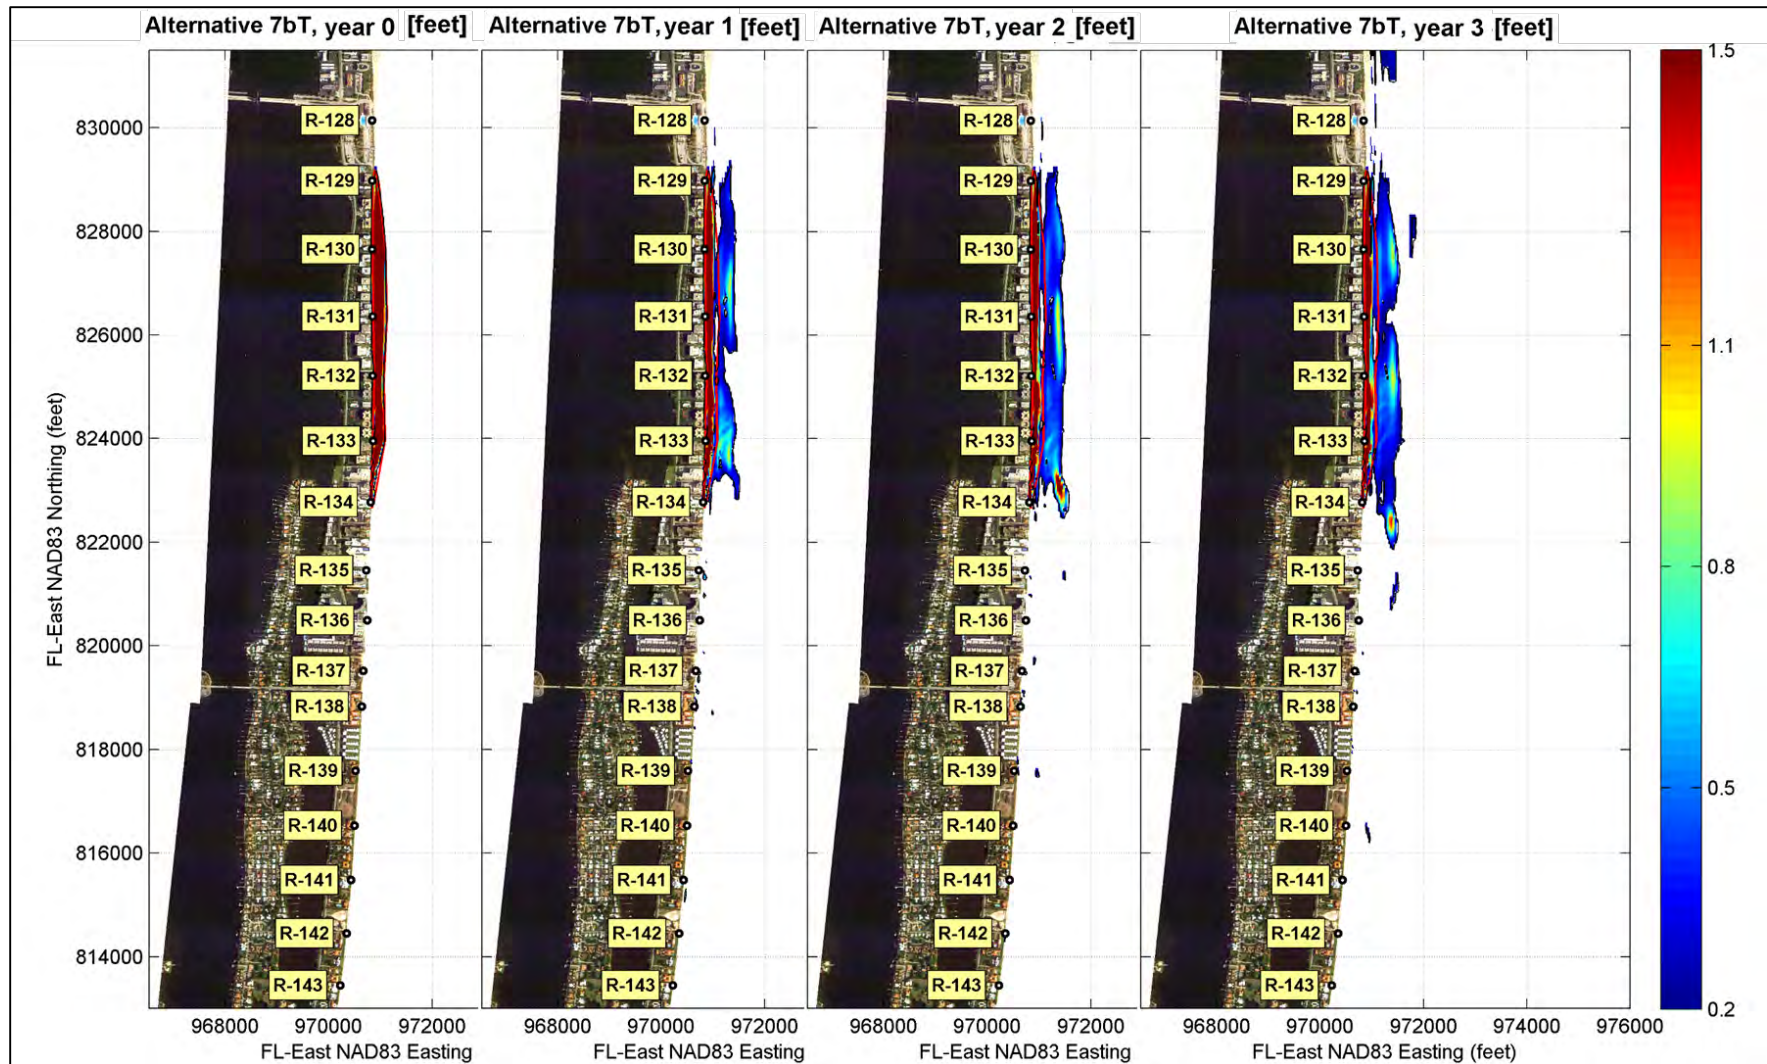 Alternative 7bT, year 0 [feet]
Alternative 7bT, year 1 [feet]
Alternative 7bT, year 2 [feet]
Alternative 7bT, year 3 [feet]
FL-East NAD83 Northing (feet)
830000
828000
826000
824000
822000
820000
818000
816000
814000
R-128
R-129
R-130
R-131
R-132
R-133
R-134
R-135
R-136
R-137
R-138
R-139
R-140
R-141
R-142
R-143
968000 970000 972000
FL-East NAD83 Easting
R-128
R-129
R-130
R-131
R-132
R-133
R-134
R-135
R-136
R-137
R-138
R-139
R-140
R-141
R-142
R-143
968000 970000 972000
FL-East NAD83 Easting
R-128
R-129
R-130
R-131
R-132
R-133
R-134
R-135
R-136
R-137
R-138
R-139
R-140
R-141
R-142
R-143
968000 970000 972000
FL-East NAD83 Easting
R-128
R-129
R-130
R-131
R-132
R-133
R-134
R-135
R-136
R-137
R-138
R-139
R-140
R-141
R-142
R-143
968000 970000 972000 974000 976000
FL-East NAD83 Easting (feet)
1.5
1.1
0.8
0.5
0.2